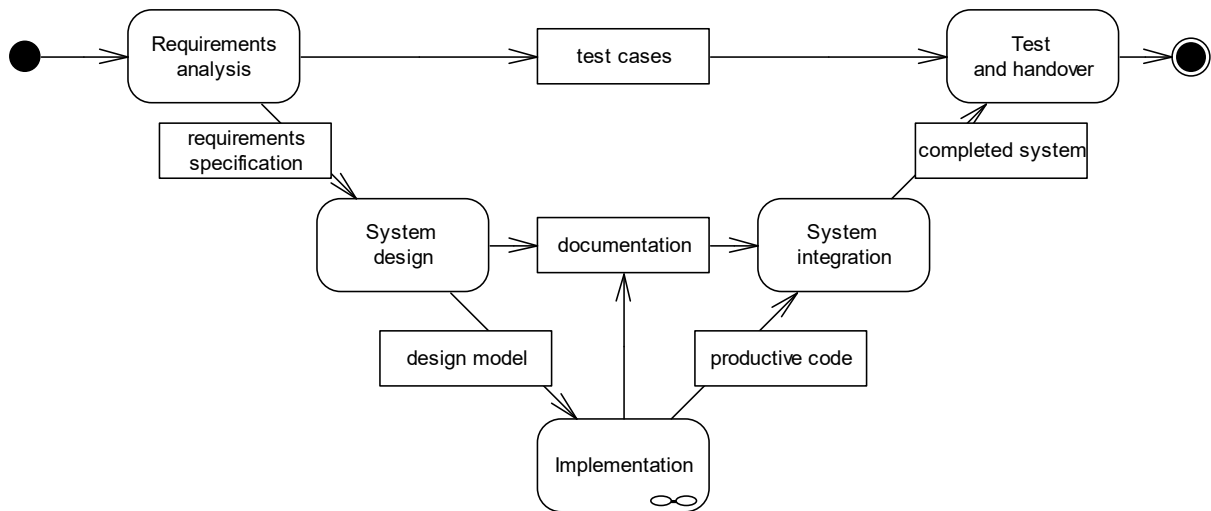 Requirements
analysis
test cases
Test
and handover
requirements
specification
completed system
System
design
documentation
System
integration
design model
productive code
Implementation